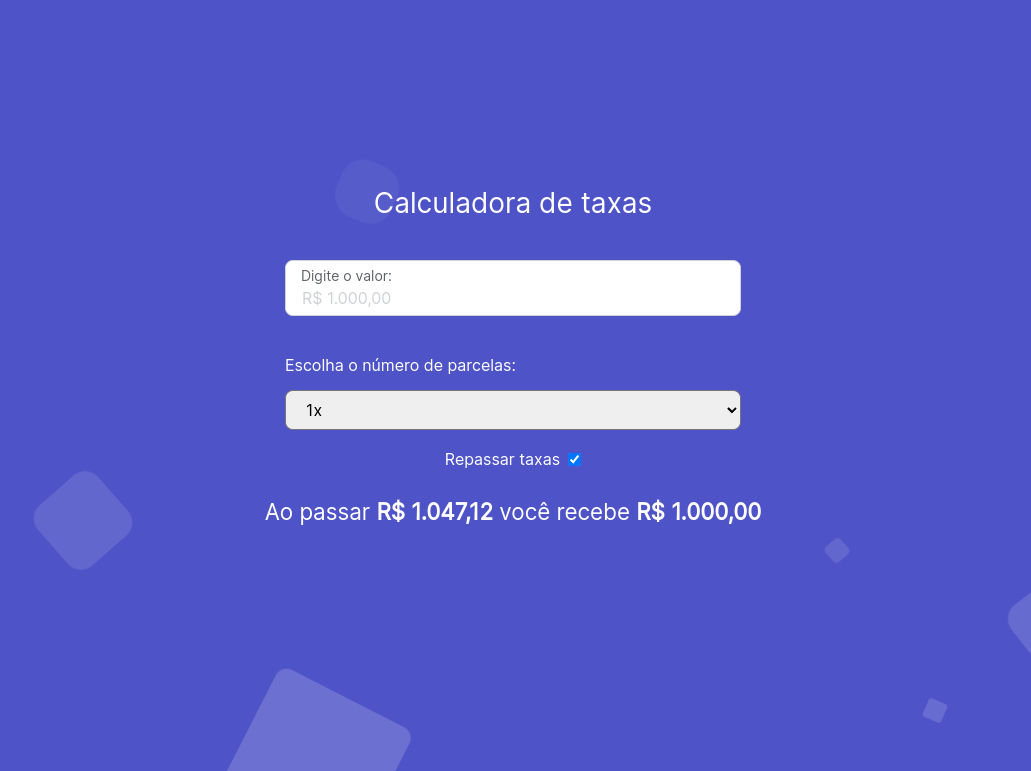 Calculadora de taxas
Digite o valor:
R$ 1.000,00
Escolha o número de parcelas:
1x
Repassar taxas
Ao passar R$ 1.047,12 você recebe R$ 1.000,00